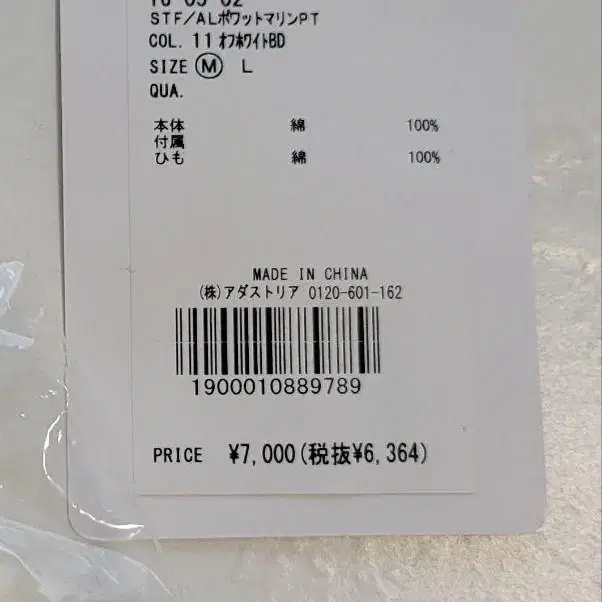 STF/ALポワットマリンPT
COL. 11 オフホワイトBD
SIZE Ⓜ L
QUA.
本体 綿 100%
付属
ひも 綿 100%
MADE IN CHINA
(株)アダストリア 0120-601-162
1900010889789
PRICE ¥7,000(税抜¥6,364)